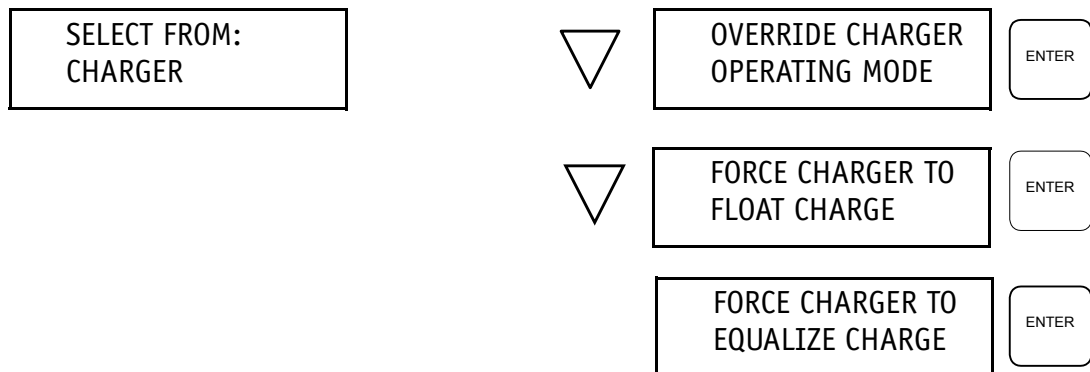 SELECT FROM:
CHARGER
OVERRIDE CHARGER
OPERATING MODE
ENTER
FORCE CHARGER TO
FLOAT CHARGE
ENTER
FORCE CHARGER TO
EQUALIZE CHARGE
ENTER